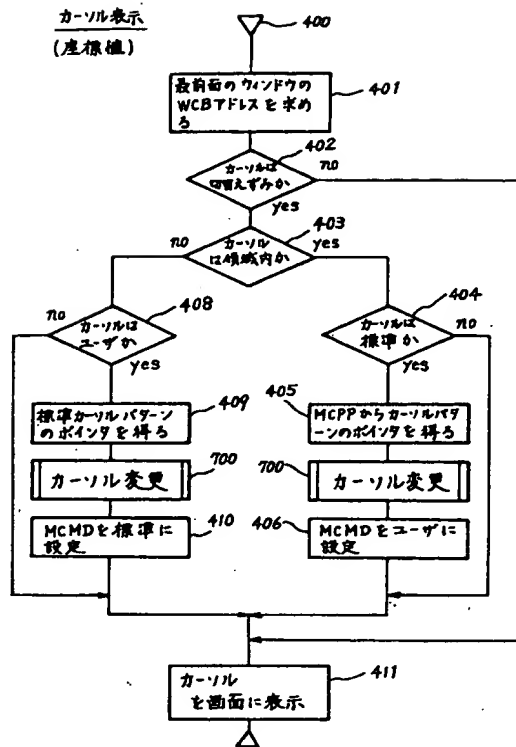 カーソル表示
(座標値)
400
最前面のウィンドウの
WCBアドレスを求め
る
401
402
カーソルは
切替えずみか
no
yes
403
no
カーソル
は領域内か
yes
408
no
カーソルは
ユーザか
yes
404
カーソルは
標準か
no
yes
標準カーソルパターン
のポインタを得る
409
405
MCPPからカーソルパタ
ーンのポインタを得る
カーソル変更
700
700
カーソル変更
MCMDを標準に
設定
410
406
MCMDをユーザに
設定
カーソル
を画面に表示
411